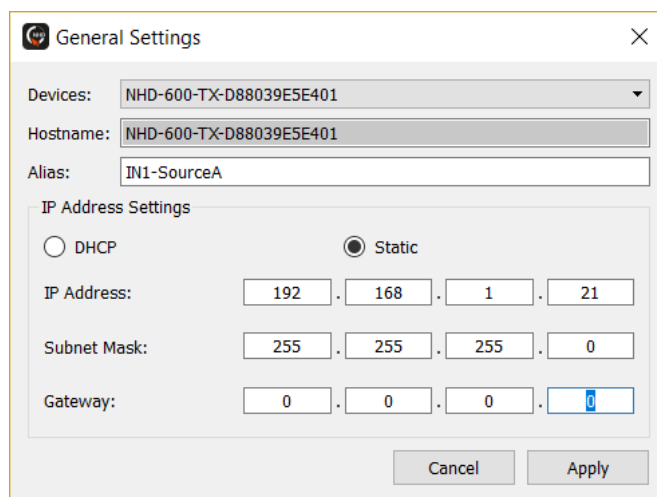 General Settings
Devices: NHD-600-TX-D88039E5E401
Hostname: NHD-600-TX-D88039E5E401
Alias: IN1-SourceA
IP Address Settings
DHCP Static
IP Address: 192 . 168 . 1 . 21
Subnet Mask: 255 . 255 . 255 . 0
Gateway: 0 . 0 . 0 . 0
Cancel Apply